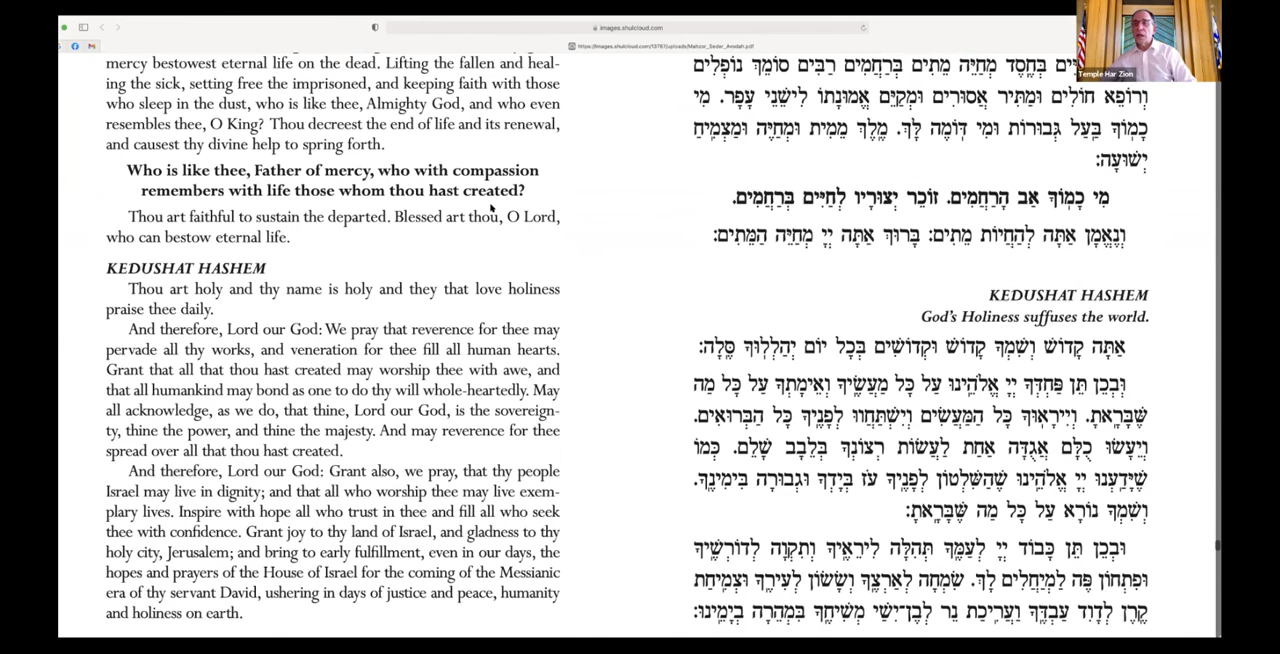 images.shulcloud.com
https://images.shulcloud.com/13767/uploads/Mahzor_Seder_Avodah.pdf
Temple Har Zion
mercy bestowest eternal life on the dead. Lifting the fallen and heal-
ing the sick, setting free the imprisoned, and keeping faith with those
who sleep in the dust, who is like thee, Almighty God, and who even
resembles thee, O King? Thou decreest the end of life and its renewal,
and causest thy divine help to spring forth.
Who is like thee, Father of mercy, who with compassion
remembers with life those whom thou hast created?
Thou art faithful to sustain the departed. Blessed art thou, O Lord,
who can bestow eternal life.
KEDUSHAT HASHEM
Thou art holy and thy name is holy and they that love holiness
praise thee daily.
And therefore, Lord our God: We pray that reverence for thee may
pervade all thy works, and veneration for thee fill all human hearts.
Grant that all that thou hast created may worship thee with awe, and
that all humankind may bond as one to do thy will whole-heartedly. May
all acknowledge, as we do, that thine, Lord our God, is the sovereign-
ty, thine the power, and thine the majesty. And may reverence for thee
spread over all that thou hast created.
And therefore, Lord our God: Grant also, we pray, that thy people
Israel may live in dignity; and that all who worship thee may live exem-
plary lives. Inspire with hope all who trust in thee and fill all who seek
thee with confidence. Grant joy to thy land of Israel, and gladness to thy
holy city, Jerusalem; and bring to early fulfillment, even in our days, the
hopes and prayers of the House of Israel for the coming of the Messianic
era of thy servant David, ushering in days of justice and peace, humanity
and holiness on earth.
בְּחֶֽסֶד מְחַיֵּה מֵתִים בְּרַחֲמִים רַבִּים סוֹמֵךְ נוֹפְלִים
וְרוֹפֵא חוֹלִים וּמַתִּיר אֲסוּרִים וּמְקַיֵּם אֱמוּנָתוֹ לִישֵׁנֵי עָפָר. מִי
כָמֽוֹךָ בַּֽעַל גְּבוּרוֹת וּמִי דּֽוֹמֶה לָּךְ. מֶֽלֶךְ מֵמִית וּמְחַיֶּה וּמַצְמִֽיחַ
יְשׁוּעָה:
מִי כָמֽוֹךָ אַב הָרַחֲמִים. זוֹכֵר יְצוּרָיו לְחַיִּים בְּרַחֲמִים.
וְנֶאֱמָן אַתָּה לְהַחֲיוֹת מֵתִים: בָּרוּךְ אַתָּה יְיָ מְחַיֵּה הַמֵּתִים:
KEDUSHAT HASHEM
God's Holiness suffuses the world.
אַתָּה קָדוֹשׁ וְשִׁמְךָ קָדוֹשׁ וּקְדוֹשִׁים בְּכָל יוֹם יְהַלְלֽוּךָ סֶּֽלָה:
וּבְכֵן תֵּן פַּחְדְּךָ יְיָ אֱלֹהֵֽינוּ עַל כָּל מַעֲשֶֽׂיךָ וְאֵימָתְךָ עַל כָּל מַה
שֶּׁבָּרָֽאתָ. וְיִירָאֽוּךָ כָּל הַמַּעֲשִׂים וְיִשְׁתַּחֲווּ לְפָנֶֽיךָ כָּל הַבְּרוּאִים.
וְיֵעָשׂוּ כֻלָּם אֲגֻדָּה אַחַת לַעֲשׂוֹת רְצוֹנְךָ בְּלֵבָב שָׁלֵם. כְּמוֹ
שֶׁיָּדַֽעְנוּ יְיָ אֱלֹהֵֽינוּ שֶׁהַשִּׁלְטוֹן לְפָנֶֽיךָ עֹז בְּיָדְךָ וּגְבוּרָה בִּימִינֶֽךָ.
וְשִׁמְךָ נוֹרָא עַל כָּל מַה שֶּׁבָּרָֽאתָ:
וּבְכֵן תֵּן כָּבוֹד יְיָ לְעַמֶּֽךָ תְּהִלָּה לִירֵאֶֽיךָ וְתִקְוָה לְדוֹרְשֶֽׁיךָ
וּפִתְחוֹן פֶּה לַמְיַחֲלִים לָךְ. שִׂמְחָה לְאַרְצֶֽךָ וְשָׂשׂוֹן לְעִירֶֽךָ וּצְמִיחַת
קֶֽרֶן לְדָוִד עַבְדֶּֽךָ וַעֲרִיכַת נֵר לְבֶן־יִשַׁי מְשִׁיחֶֽךָ בִּמְהֵרָה בְיָמֵֽינוּ: